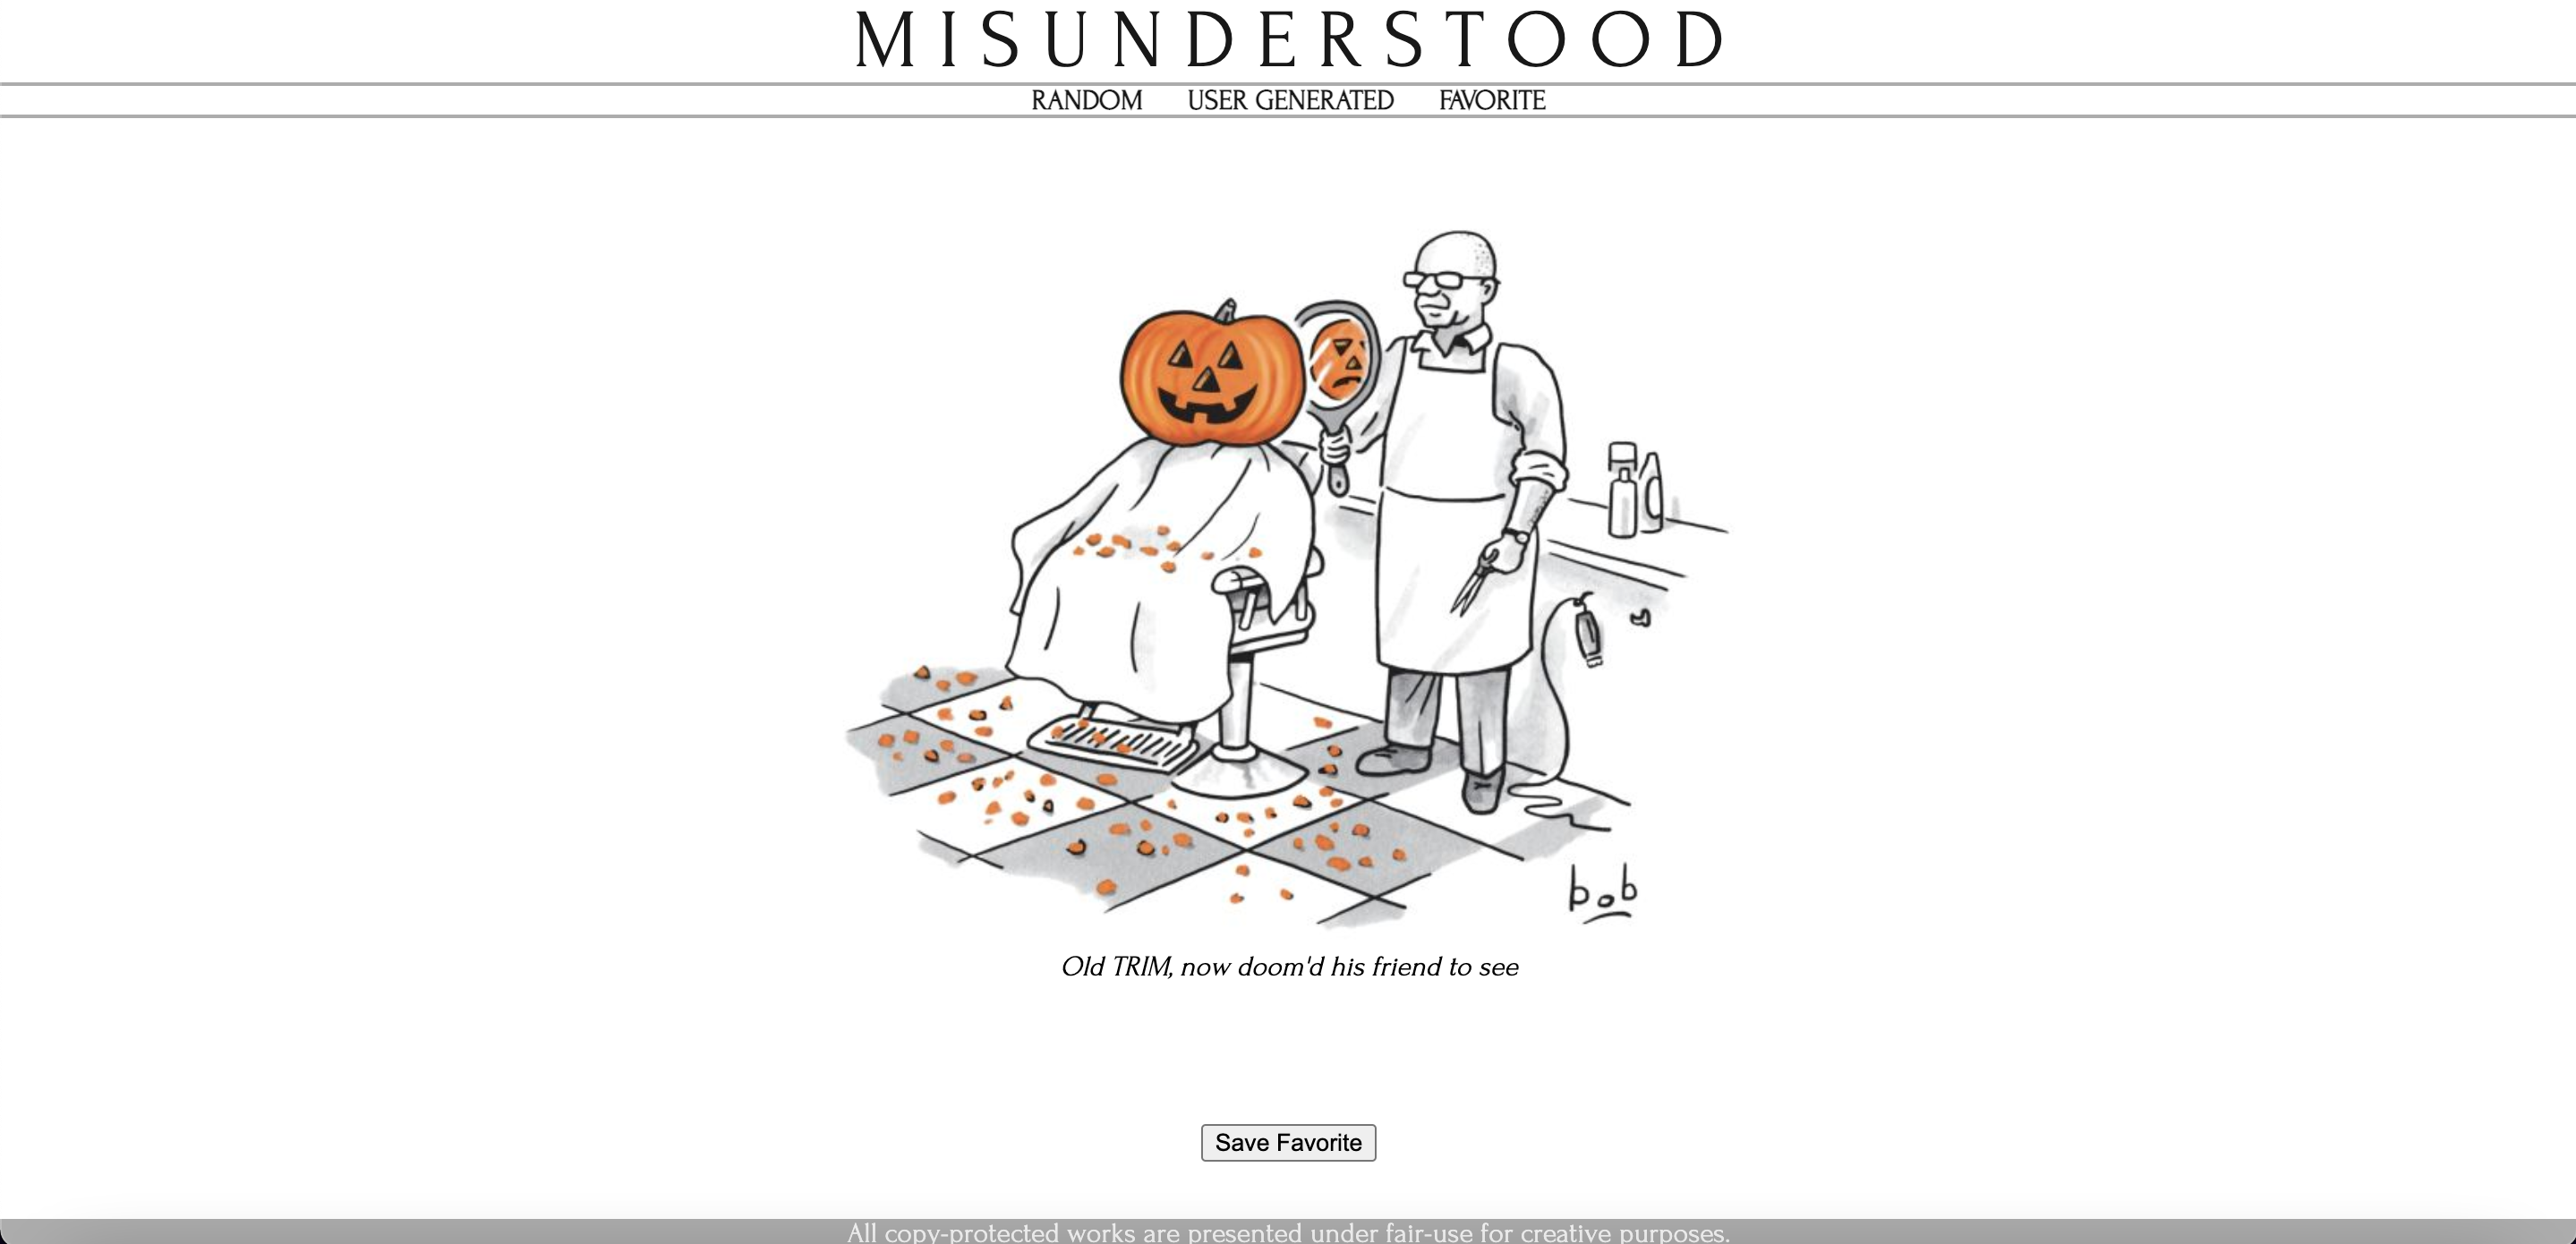 MISUNDERSTOOD
RANDOM USER GENERATED FAVORITE
bob
Old TRIM, now doom'd his friend to see
Save Favorite
All copy-protected works are presented under fair-use for creative purposes.